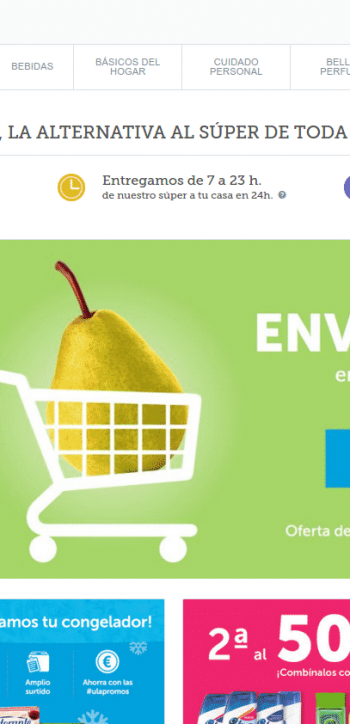 BEBIDAS
BÁSICOS DEL
HOGAR
CUIDADO
PERSONAL
BELL
PERFU
, LA ALTERNATIVA AL SÚPER DE TODA
Entregamos de 7 a 23 h.
de nuestro súper a tu casa en 24h.
ENV
en
Oferta de
amos tu congelador!
Amplio
surtido
€
Ahorra con las
#ulapromos
2ª al 50
¡Combínalos co